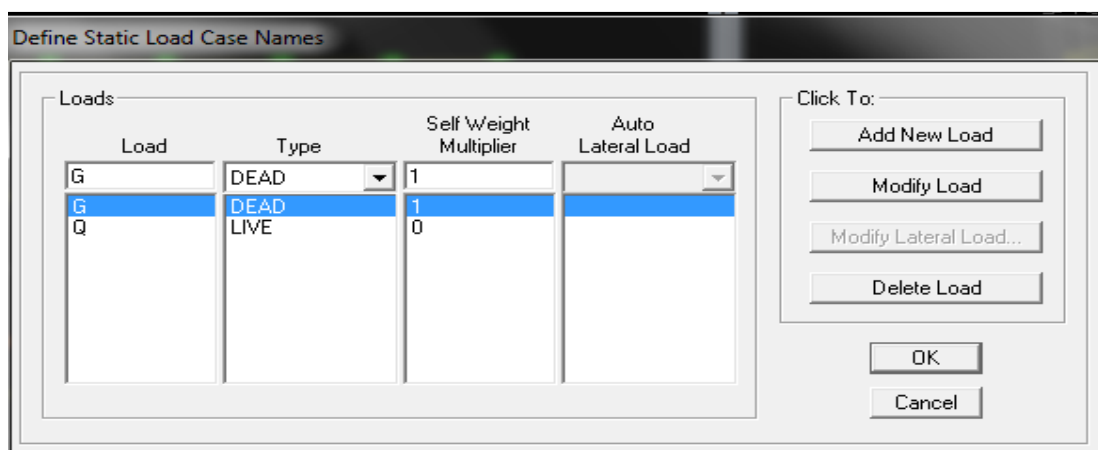 Define Static Load Case Names
Loads
Load Type Self Weight Multiplier Auto Lateral Load
G DEAD 1
G DEAD 1
Q LIVE 0
Click To:
Add New Load
Modify Load
Modify Lateral Load...
Delete Load
OK
Cancel